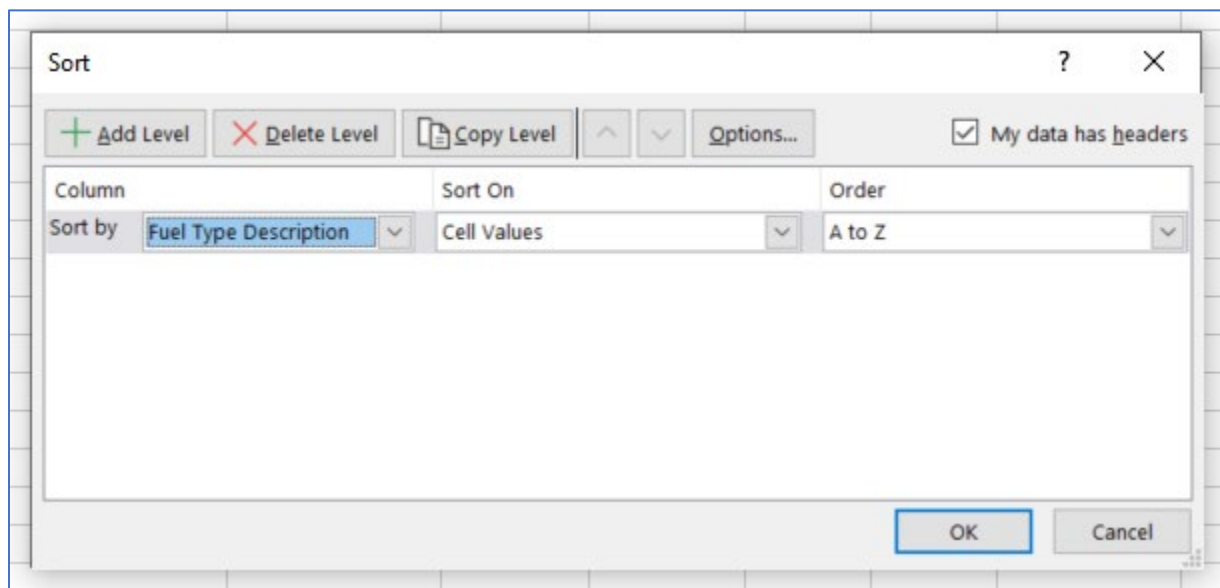 Sort ?
Add Level Delete Level Copy Level Options... My data has headers
Column Sort On Order
Sort by Fuel Type Description Cell Values A to Z
OK Cancel